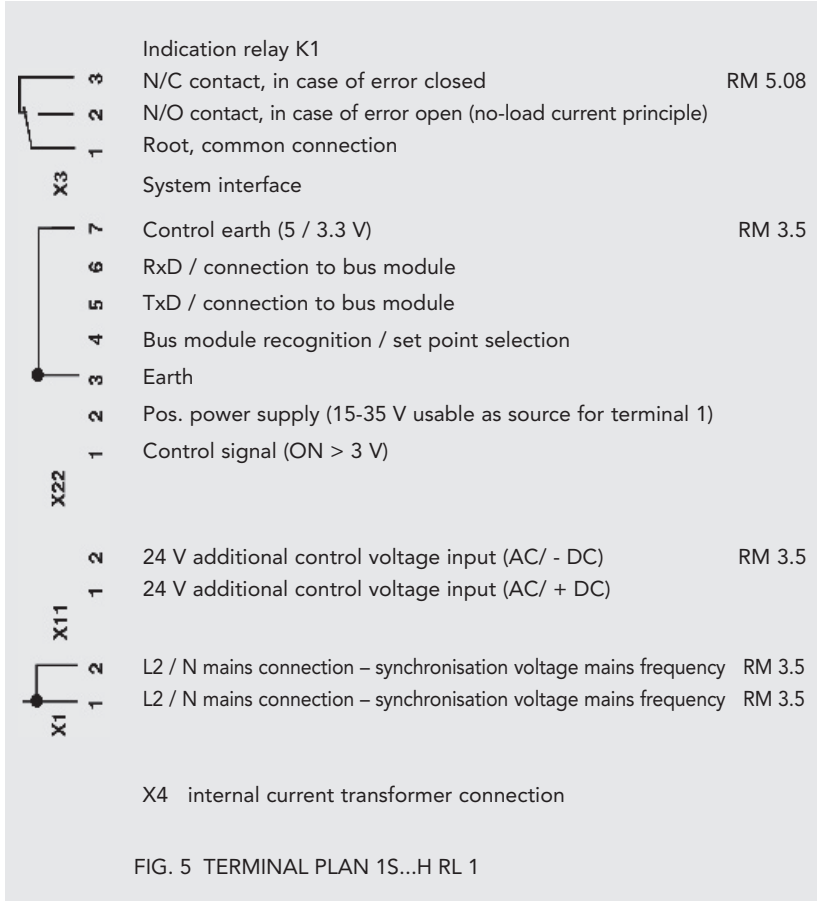 Indication relay K1
3 N/C contact, in case of error closed RM 5.08
2 N/O contact, in case of error open (no-load current principle)
1 Root, common connection
X3 System interface
7 Control earth (5 / 3.3 V) RM 3.5
6 RxD / connection to bus module
5 TxD / connection to bus module
4 Bus module recognition / set point selection
3 Earth
2 Pos. power supply (15-35 V usable as source for terminal 1)
1 Control signal (ON > 3 V)
X22
2 24 V additional control voltage input (AC/ - DC) RM 3.5
1 24 V additional control voltage input (AC/ + DC)
X11
2 L2 / N mains connection – synchronisation voltage mains frequency RM 3.5
1 L2 / N mains connection – synchronisation voltage mains frequency RM 3.5
X1
X4 internal current transformer connection
FIG. 5 TERMINAL PLAN 1S...H RL 1